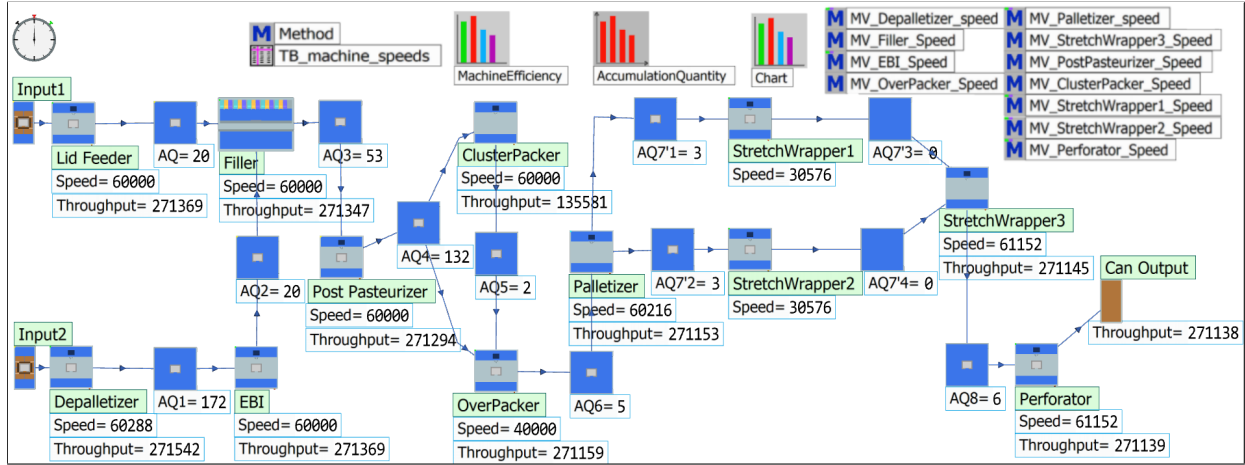 Method
TB_machine_speeds
MachineEfficiency
AccumulationQuantity
Chart
MV_Depalletizer_speed
MV_Filler_Speed
MV_EBI_Speed
MV_OverPacker_Speed
MV_Palletizer_speed
MV_StretchWrapper3_Speed
MV_PostPasteurizer_Speed
MV_ClusterPacker_Speed
MV_StretchWrapper1_Speed
MV_StretchWrapper2_Speed
MV_Perforator_Speed
Input1
Lid Feeder
Speed= 60000
Throughput= 271369
AQ= 20
Filler
Speed= 60000
Throughput= 271347
AQ3= 53
AQ2= 20
Post Pasteurizer
Speed= 60000
Throughput= 271294
AQ4= 132
ClusterPacker
Speed= 60000
Throughput= 135581
AQ5= 2
Input2
Depalletizer
Speed= 60288
Throughput= 271542
AQ1= 172
EBI
Speed= 60000
Throughput= 271369
OverPacker
Speed= 40000
Throughput= 271159
AQ6= 5
Palletizer
Speed= 60216
Throughput= 271153
AQ7'1= 3
StretchWrapper1
Speed= 30576
AQ7'3= 0
AQ7'2= 3
StretchWrapper2
Speed= 30576
AQ7'4= 0
StretchWrapper3
Speed= 61152
Throughput= 271145
AQ8= 6
Perforator
Speed= 61152
Throughput= 271139
Can Output
Throughput= 271138